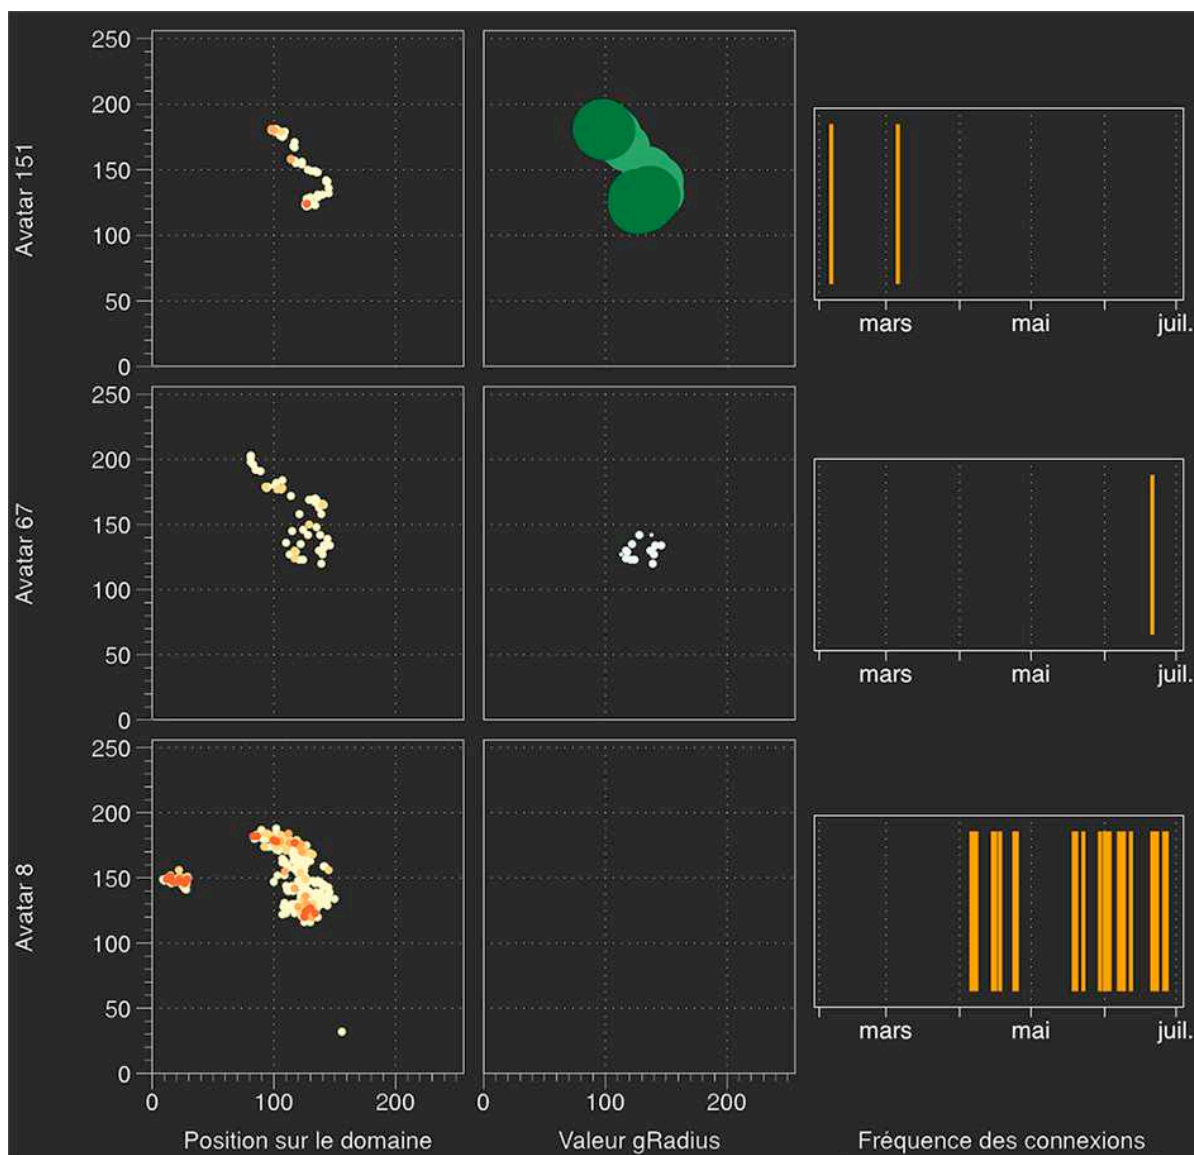 250
200
150
100
50
0
Avatar 151
mars mai juil.
250
200
150
100
50
0
Avatar 67
mars mai juil.
250
200
150
100
50
0
Avatar 8
mars mai juil.
0 100 200 0 100 200
Position sur le domaine Valeur gRadius Fréquence des connexions